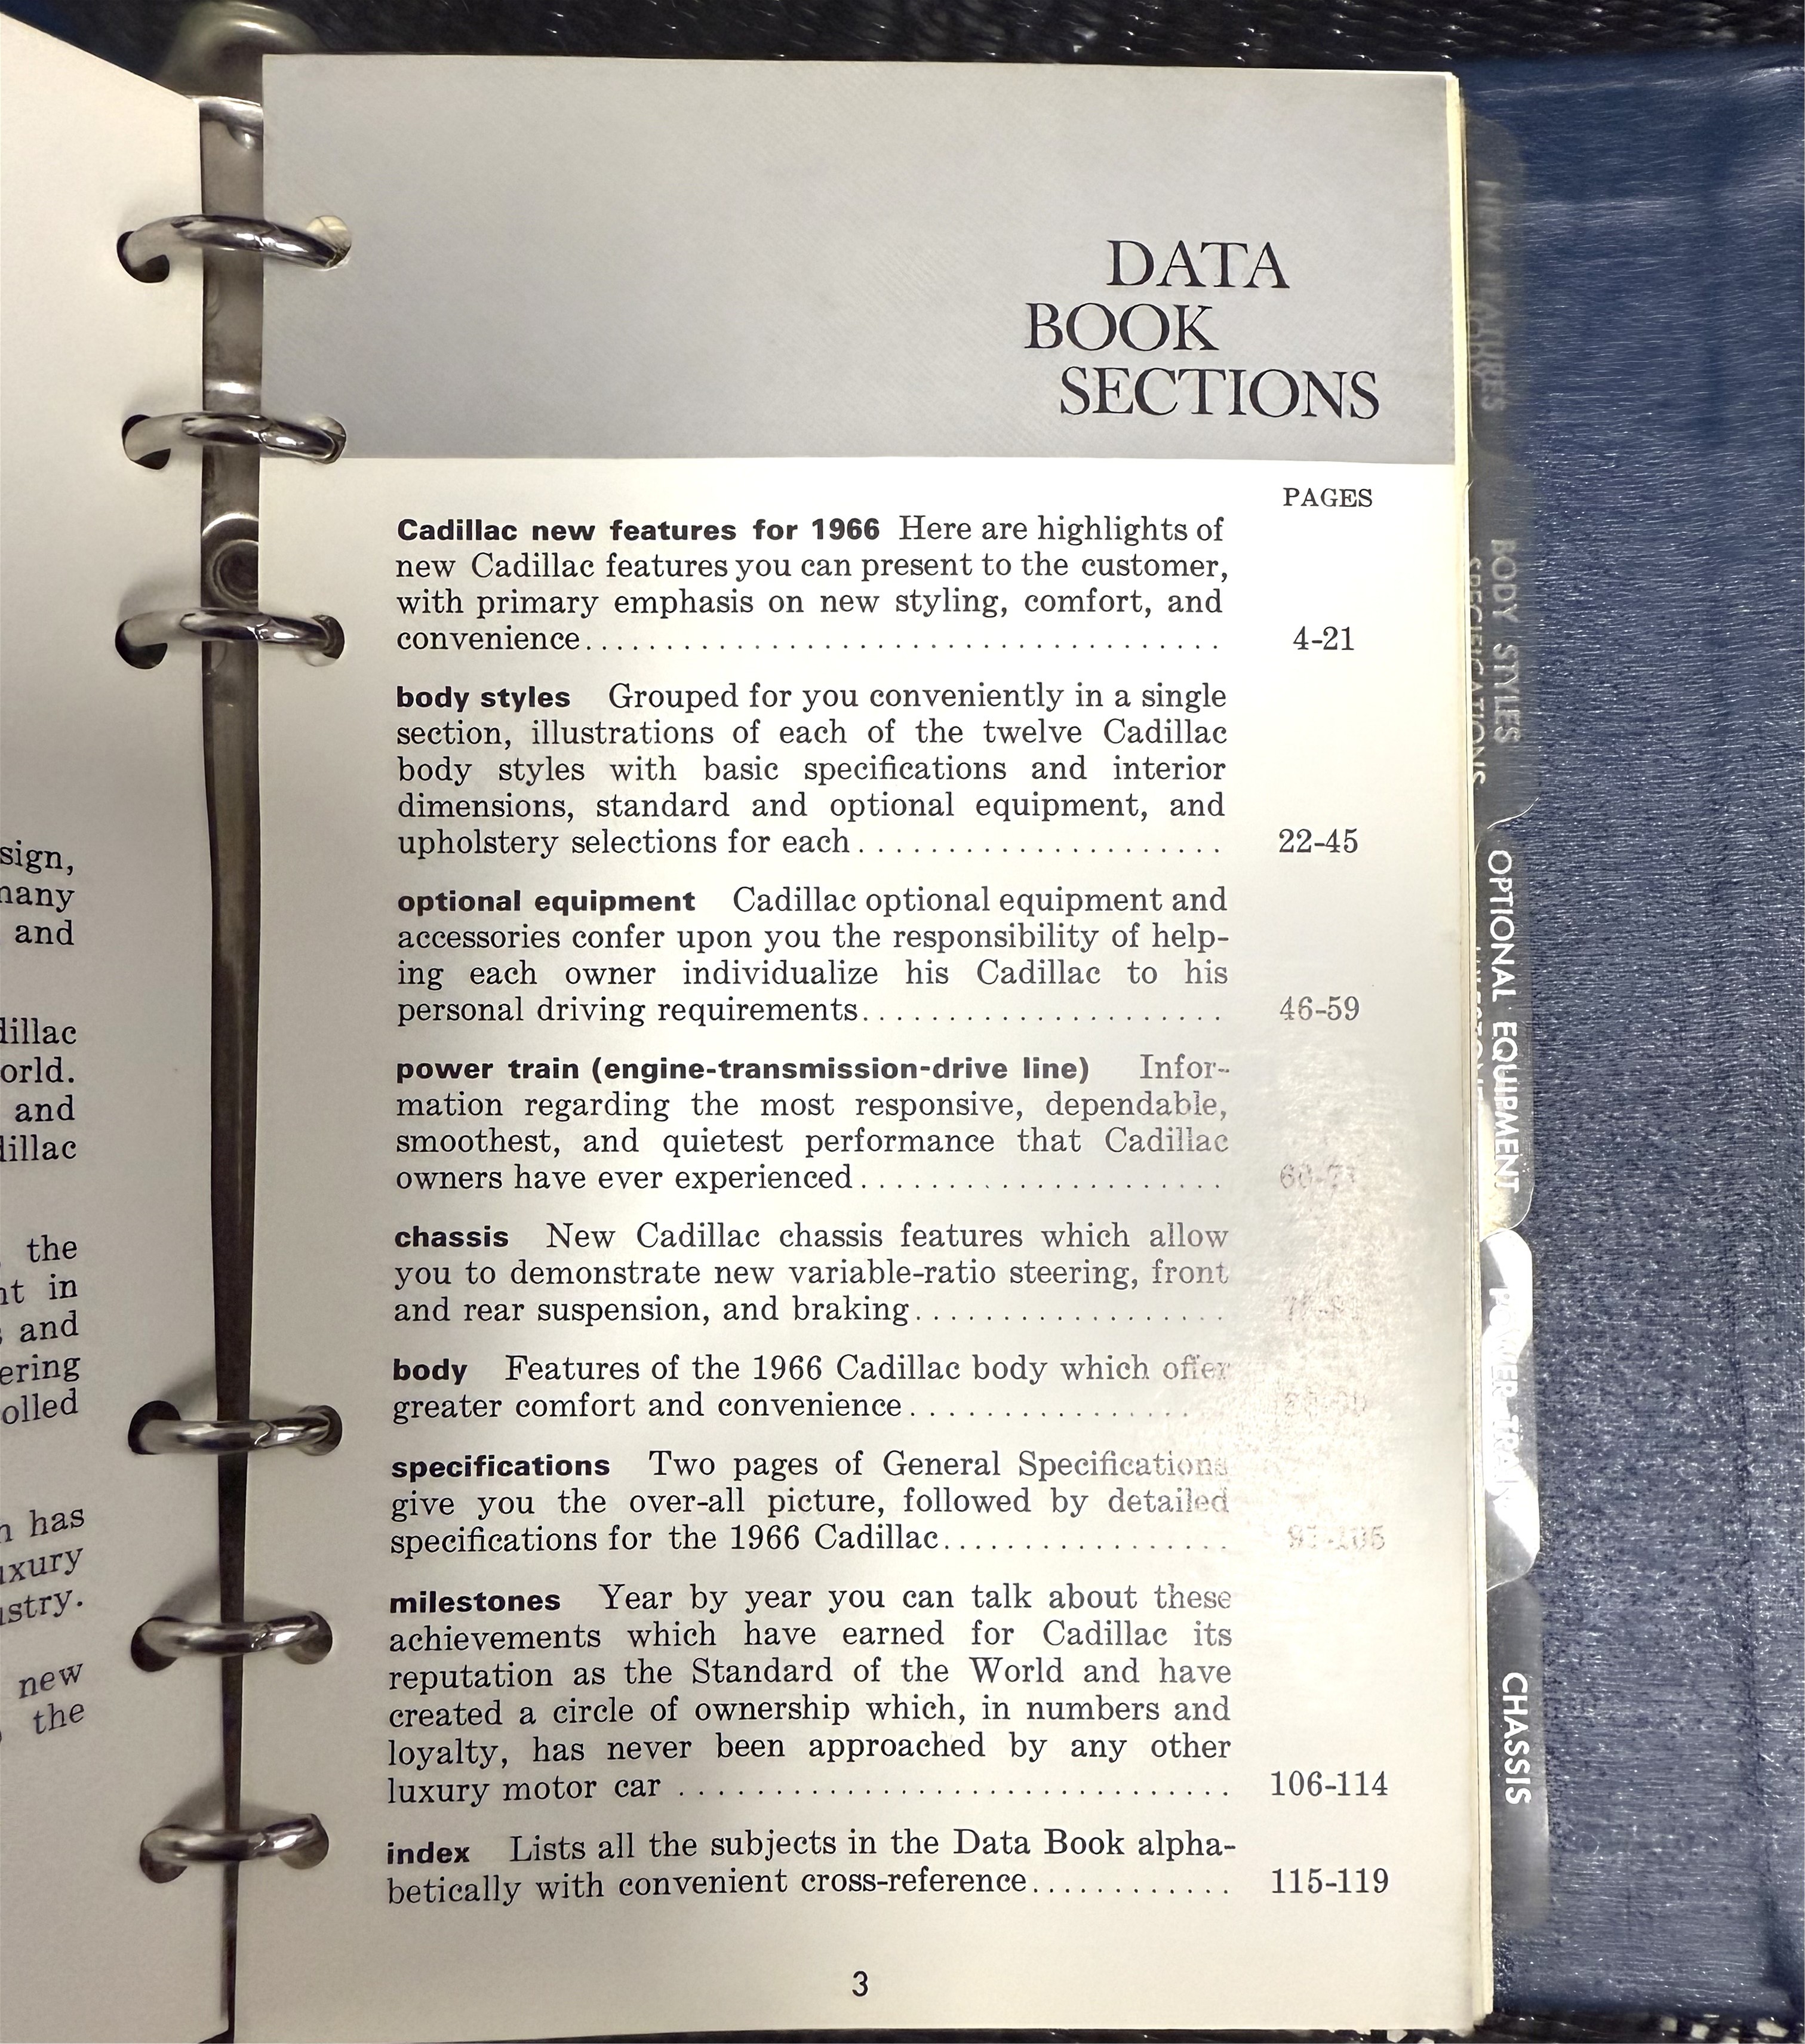 sign,
many
and
dillac
orld.
and
dillac
the
nt in
and
ering
olled
has
uxury
stry.
new
the
DATA
BOOK
SECTIONS
PAGES
Cadillac new features for 1966 Here are highlights of
new Cadillac features you can present to the customer,
with primary emphasis on new styling, comfort, and
convenience.................................... 4-21
body styles Grouped for you conveniently in a single
section, illustrations of each of the twelve Cadillac
body styles with basic specifications and interior
dimensions, standard and optional equipment, and
upholstery selections for each..................... 22-45
optional equipment Cadillac optional equipment and
accessories confer upon you the responsibility of help-
ing each owner individualize his Cadillac to his
personal driving requirements..................... 46-59
power train (engine-transmission-drive line) Infor-
mation regarding the most responsive, dependable,
smoothest, and quietest performance that Cadillac
owners have ever experienced.....................
chassis New Cadillac chassis features which allow
you to demonstrate new variable-ratio steering, front
and rear suspension, and braking..................
body Features of the 1966 Cadillac body which offer
greater comfort and convenience................
specifications Two pages of General Specifications
give you the over-all picture, followed by detailed
specifications for the 1966 Cadillac.................
milestones Year by year you can talk about these
achievements which have earned for Cadillac its
reputation as the Standard of the World and have
created a circle of ownership which, in numbers and
loyalty, has never been approached by any other
luxury motor car ............................... 106-114
index Lists all the subjects in the Data Book alpha-
betically with convenient cross-reference............ 115-119
3
NEW FEATURES
BODY STYLES
SPECIFICATIONS
OPTIONAL EQUIPMENT
POWER TRAIN
CHASSIS